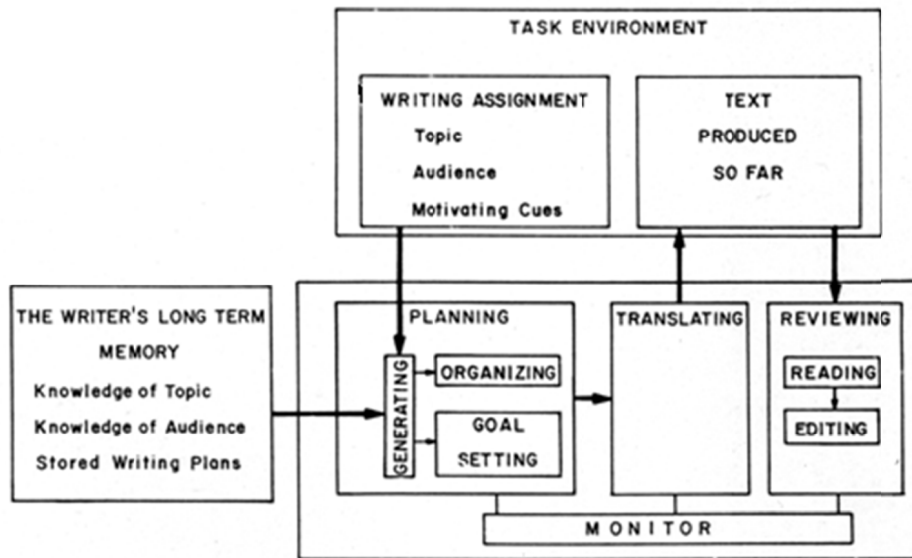 TASK ENVIRONMENT
WRITING ASSIGNMENT
Topic
Audience
Motivating Cues
TEXT
PRODUCED
SO FAR
THE WRITER'S LONG TERM
MEMORY
Knowledge of Topic
Knowledge of Audience
Stored Writing Plans
PLANNING
GENERATING
ORGANIZING
GOAL
SETTING
TRANSLATING
REVIEWING
READING
EDITING
MONITOR